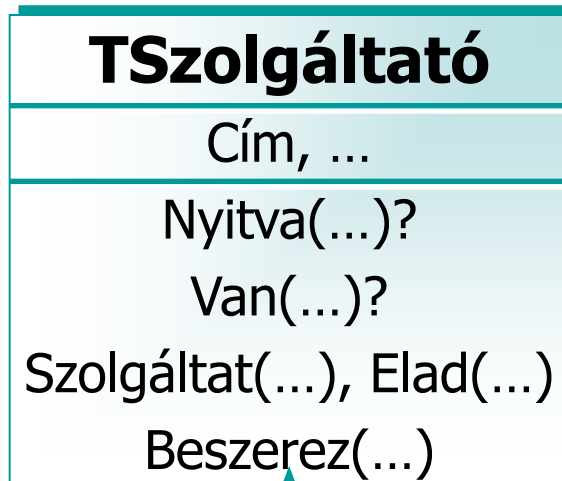 TSzolgáltató
Cím, …
Nyitva(…)?
Van(…)?
Szolgáltat(…), Elad(…)
Beszerez(…)